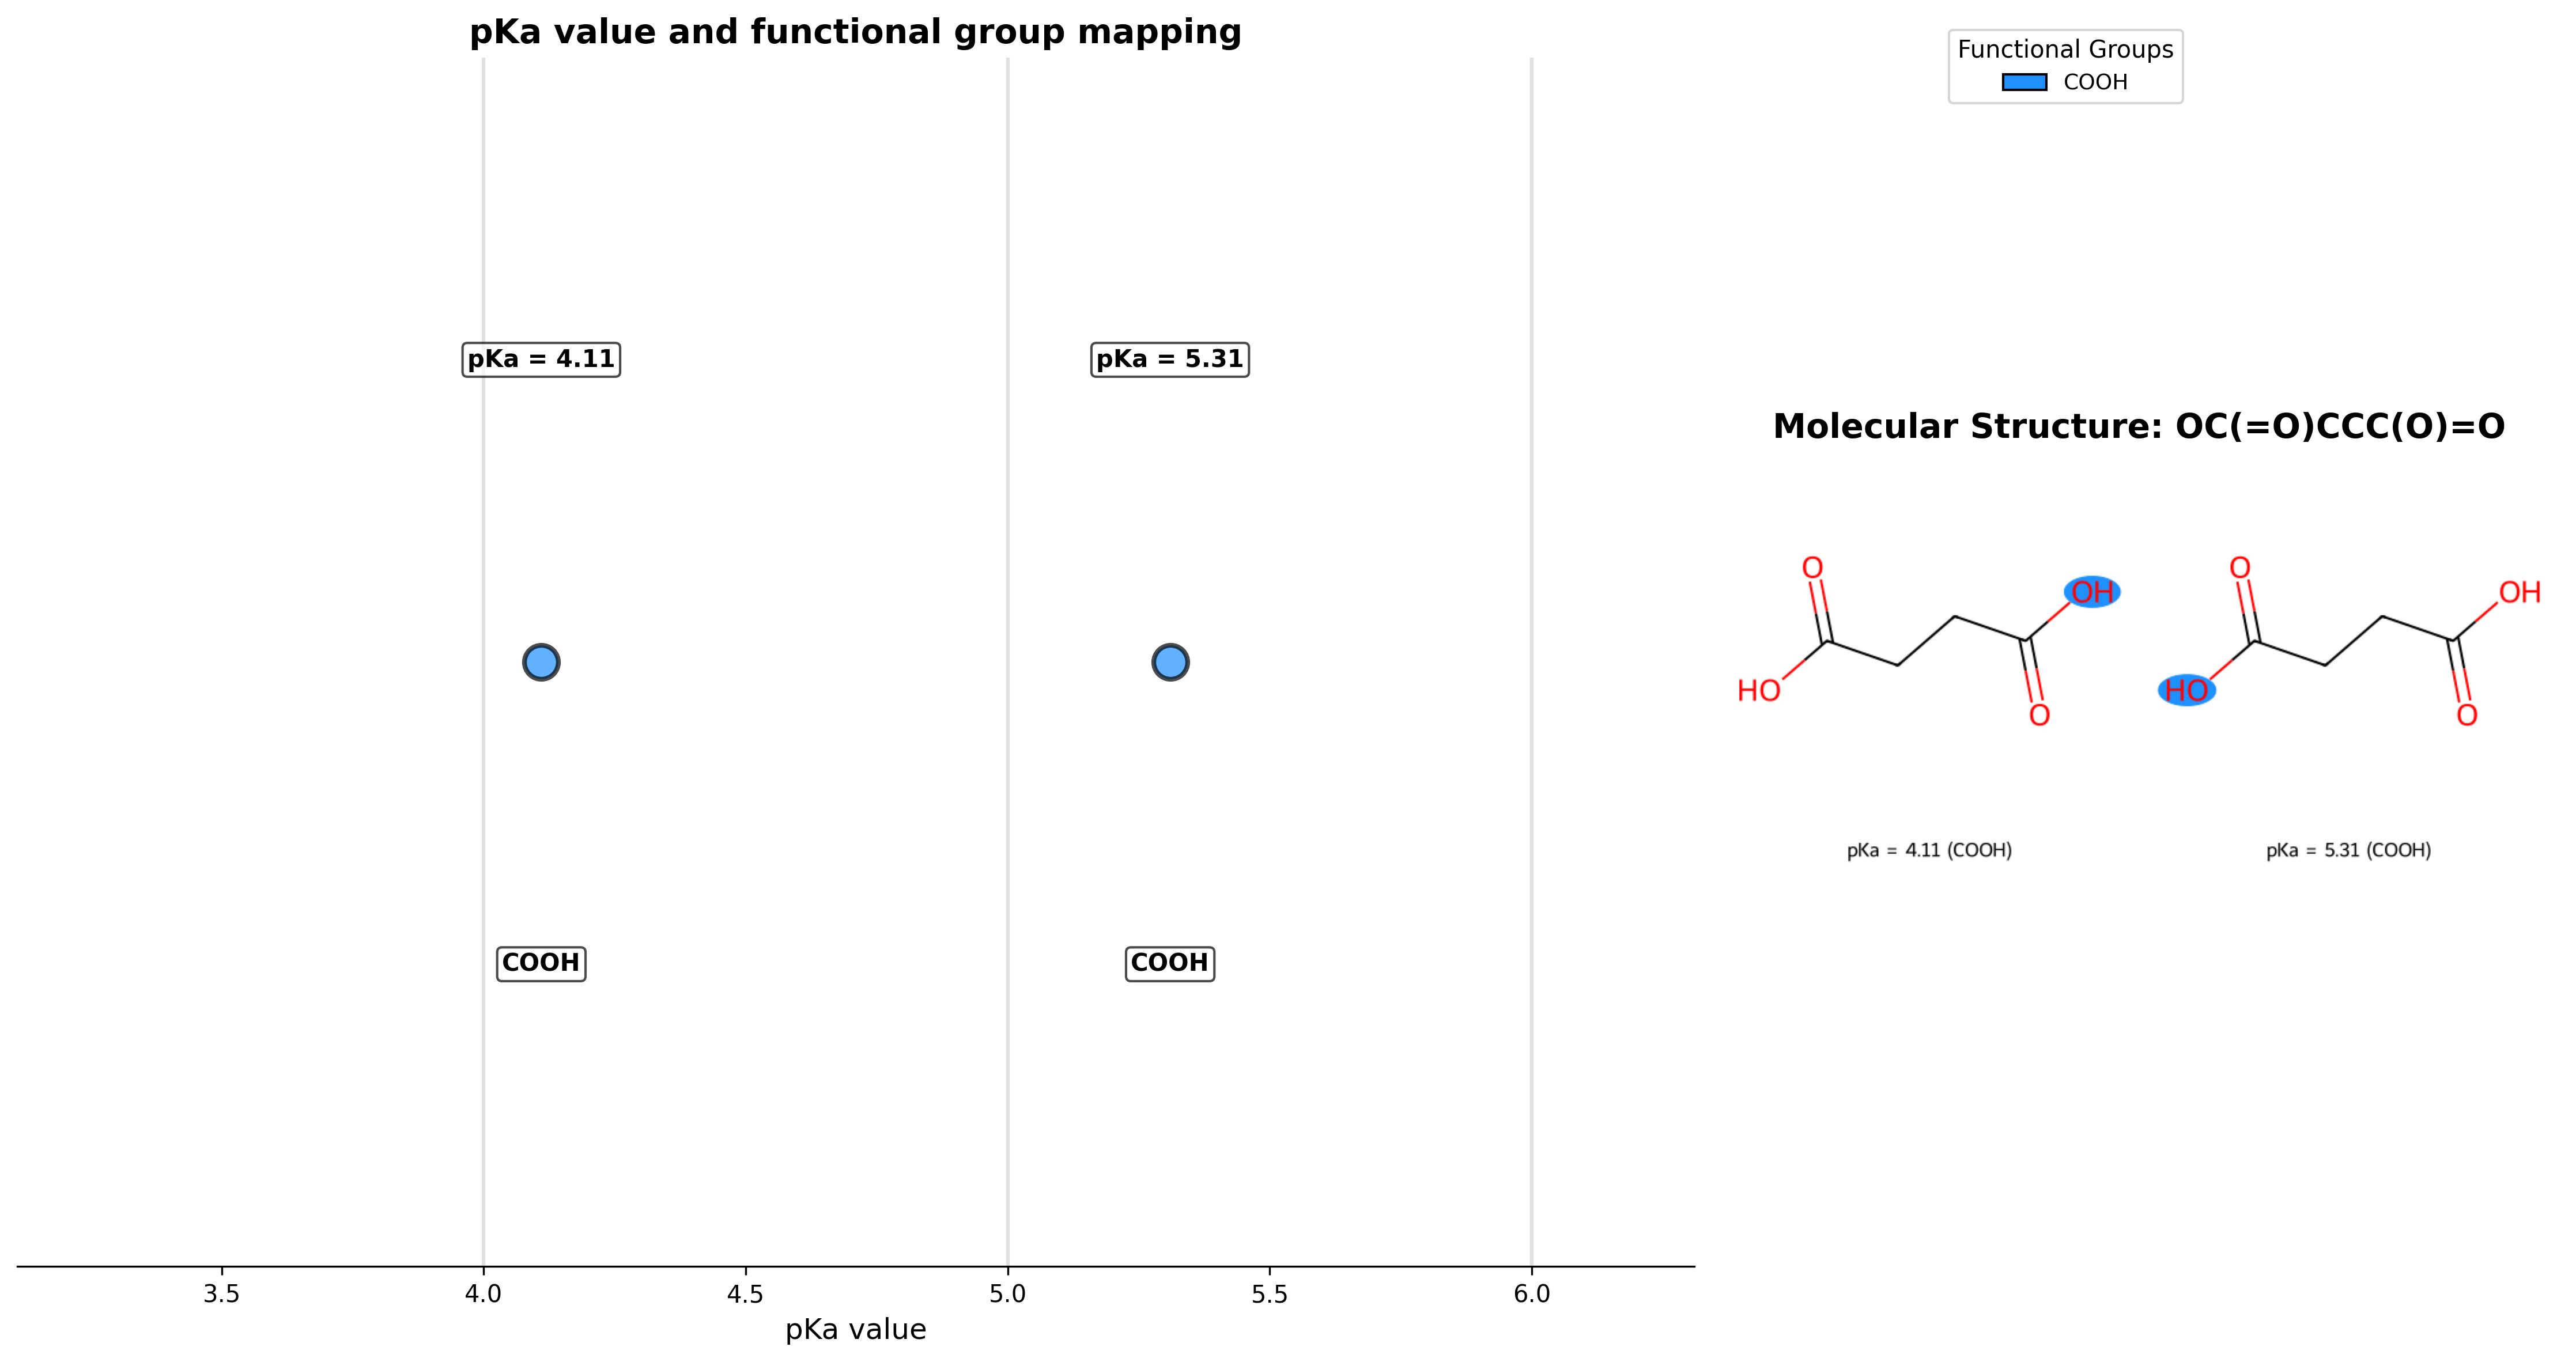 pKa value and functional group mapping
pKa = 4.11
pKa = 5.31
COOH
COOH
3.5
4.0
4.5
5.0
5.5
6.0
pKa value
Functional Groups
COOH
Molecular Structure: OC(=O)CCC(O)=O
O
OH
HO
O
O
OH
HO
O
pKa = 4.11 (COOH)
pKa = 5.31 (COOH)